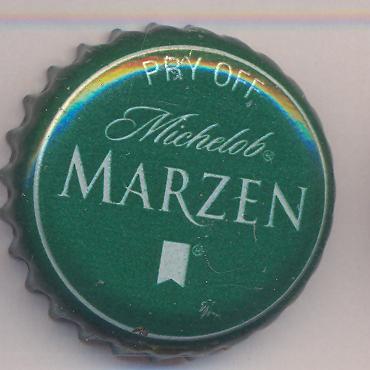 PRY OFF
Michelob®
MARZEN
®